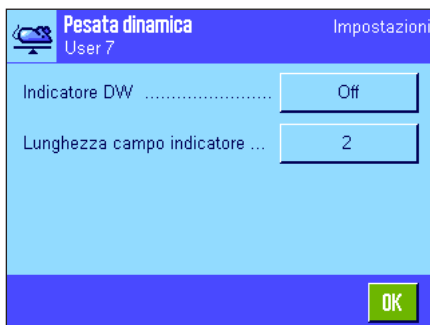 Pesata dinamica
Impostazioni
User 7
Indicatore DW ........................ Off
Lunghezza campo indicatore ... 2
OK